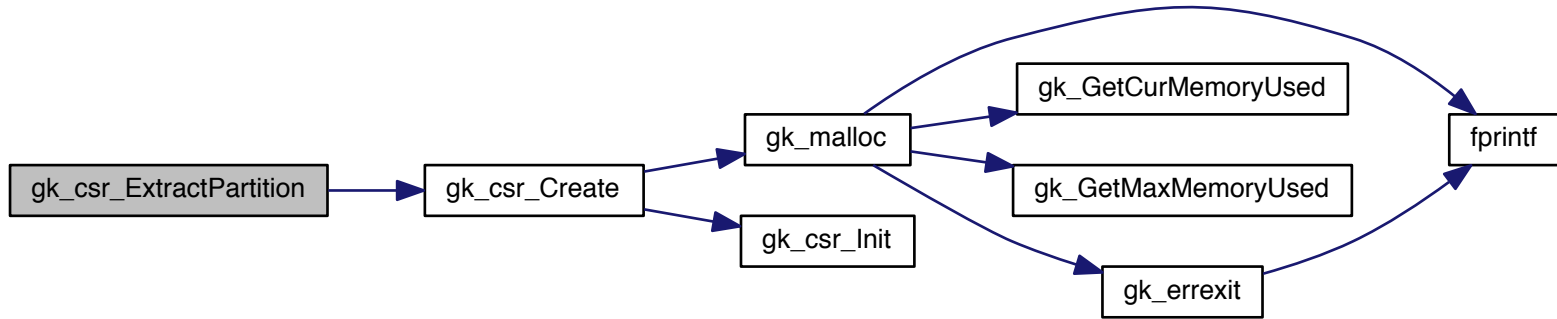 gk_csr_ExtractPartition
gk_csr_Create
gk_malloc
gk_csr_Init
gk_GetCurMemoryUsed
gk_GetMaxMemoryUsed
gk_errexit
fprintf